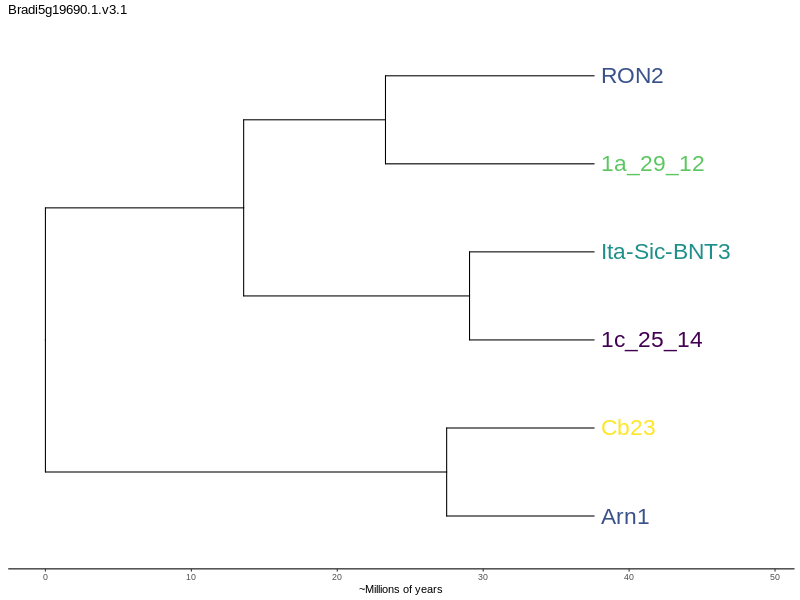 Bradi5g19690.1.v3.1
RON2
1a_29_12
Ita-Sic-BNT3
1c_25_14
Cb23
Arn1
0 10 20 30 40 50
~Millions of years